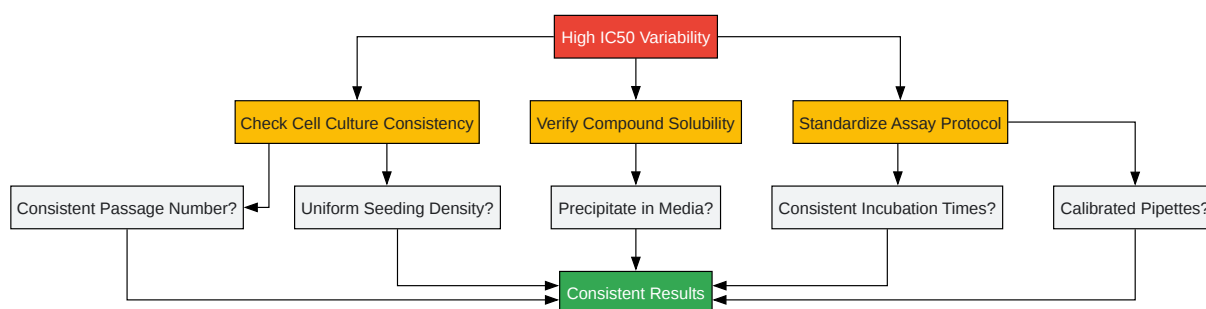 High IC50 Variability
Check Cell Culture Consistency
Verify Compound Solubility
Standardize Assay Protocol
Consistent Passage Number?
Uniform Seeding Density?
Precipitate in Media?
Consistent Incubation Times?
Calibrated Pipettes?
Consistent Results